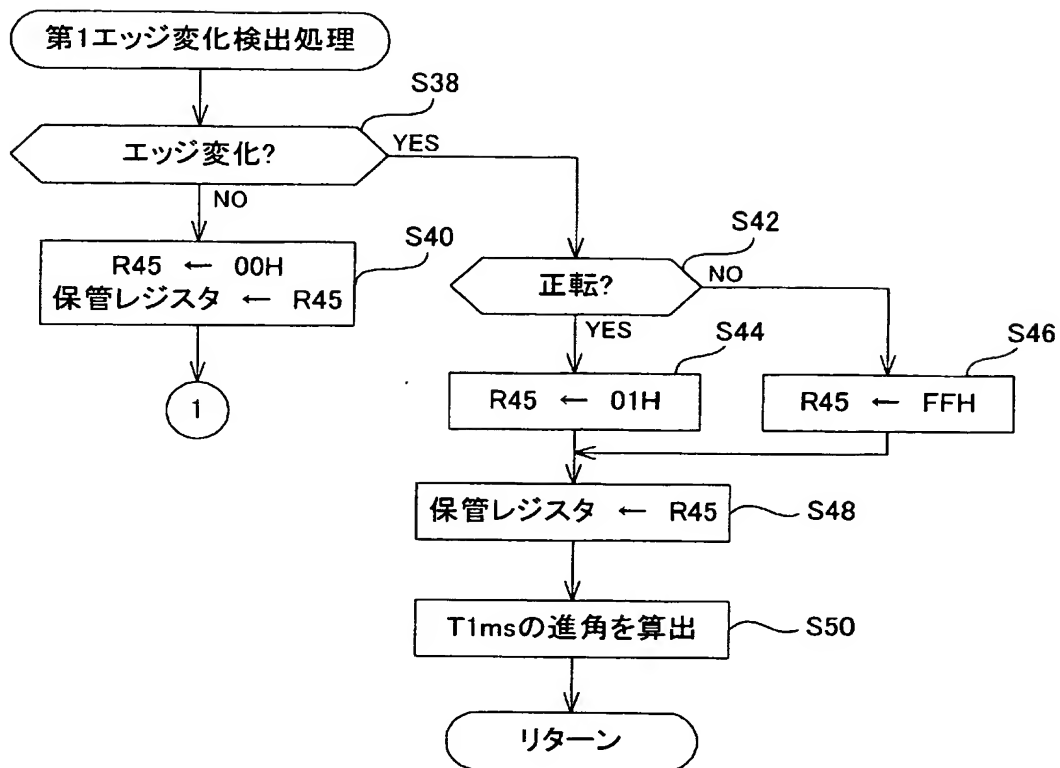 第1エッジ変化検出処理
S38
エッジ変化?
YES
NO
S40
R45 ← 00H
保管レジスタ ← R45
1
S42
正転?
NO
YES
S44
R45 ← 01H
S46
R45 ← FFH
保管レジスタ ← R45
S48
T1msの進角を算出
S50
リターン